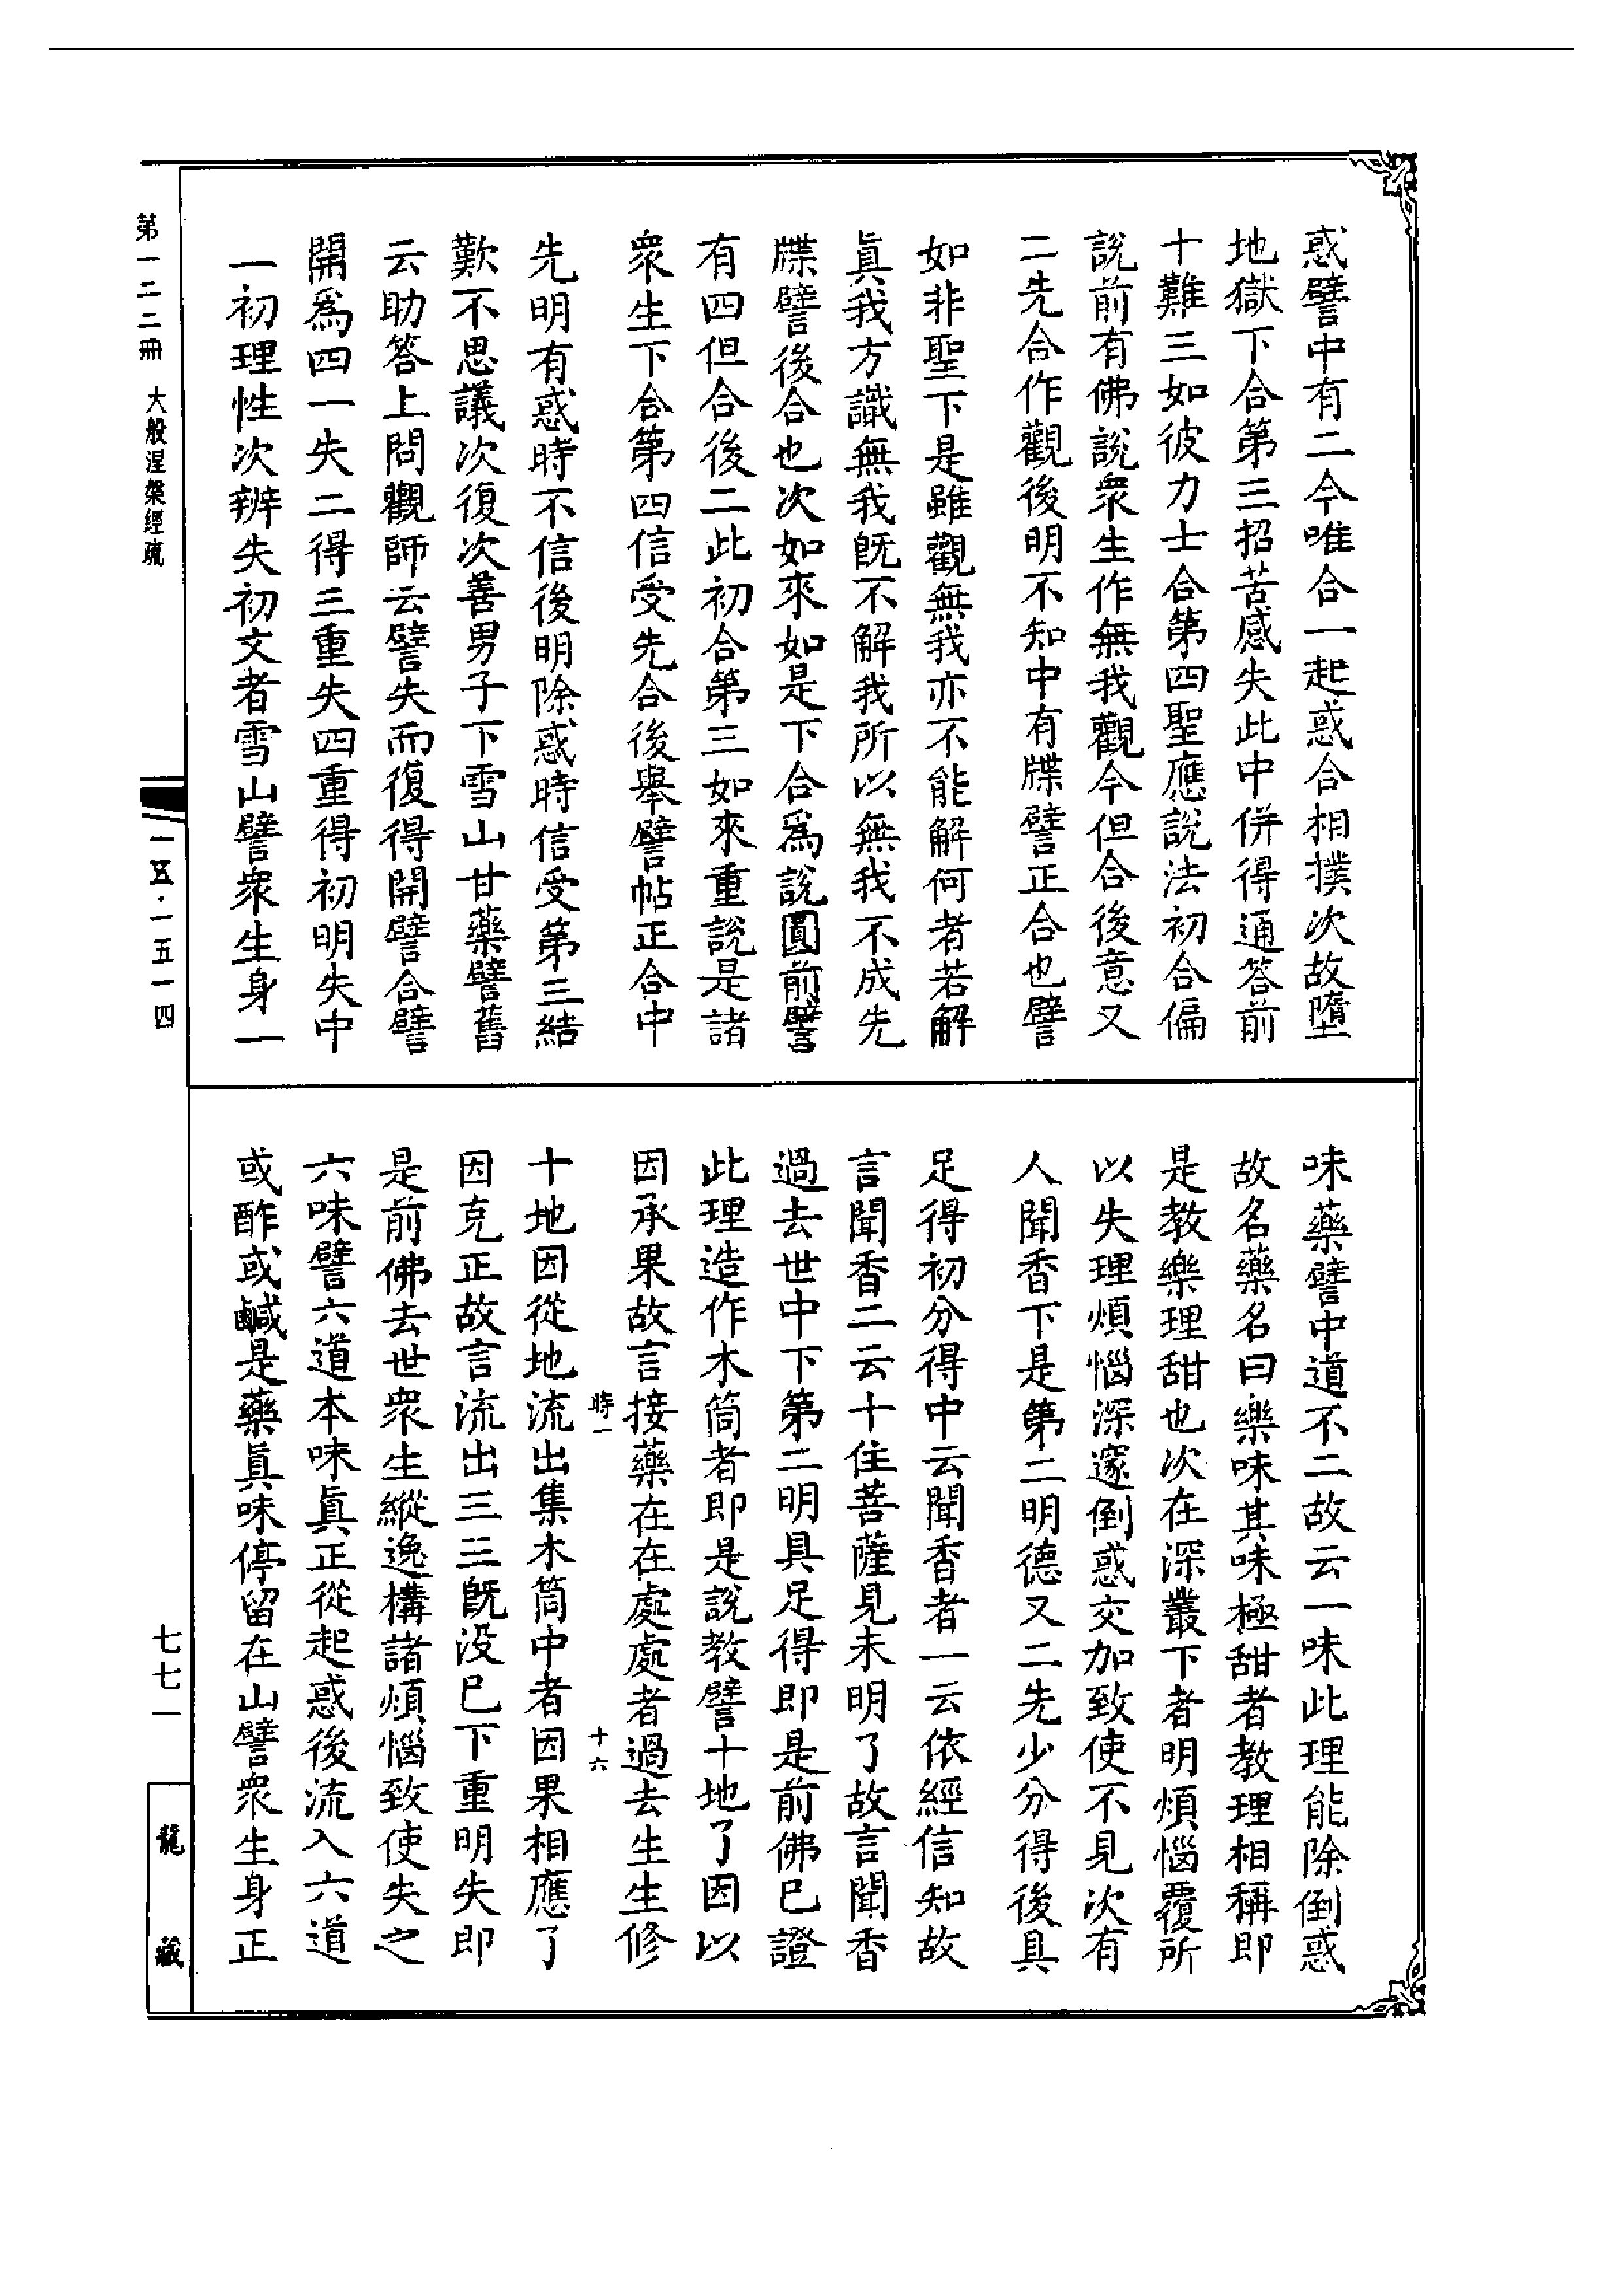 惑譬中有二今唯合一起惑合相撲次故墮
地獄下合第三招苦感失此中併得通答前
十難三如彼力士合第四聖應說法初合偏
說前有佛說衆生作無我觀今但合後意又
二先合作觀後明不知中有牒譬正合也譬
如非聖下是雖觀無我亦不能解何者若解
眞我方識無我旣不解我所以無我不成先
牒譬後合也次如來如是下合爲說圓前譬
有四但合後二此初合第三如來重說是諸
衆生下合第四信受先合後舉譬帖正合中
先明有惑時不信後明除惑時信受第三結
歎不思議次復次善男子下雪山甘藥譬舊
云助答上問觀師云譬失而復得開譬合譬
開爲四一失二得三重失四重得初明失中
一初理性次辨失初文者雪山譬衆生身一
味藥譬中道不二故云一味此理能除倒惑
故名藥名曰樂味其味極甜者教理相稱即
是教樂理甜也次在深叢下者明煩惱覆所
以失理煩惱深邃倒惑交加致使不見次有
人聞香下是第二明德又二先少分得後具
足得初分得中云聞香者一云依經信知故
言聞香二云十住菩薩見未明了故言聞香
過去世中下第二明具足得即是前佛已證
此理造作木筒者即是說教譬十地了因以
因承果故言接藥在在處處者過去生生修
時一
十六
十地因從地流出集木筒中者因果相應了
因克正故言流出三三旣沒已下重明失即
是前佛去世衆生縱逸構諸煩惱致使失之
六味譬六道本味眞正從起惑後流入六道
或酢或鹹是藥眞味停留在山譬衆生身正
第一二二冊
大般涅槃經疏
一五·一五一四
七七一
龍藏